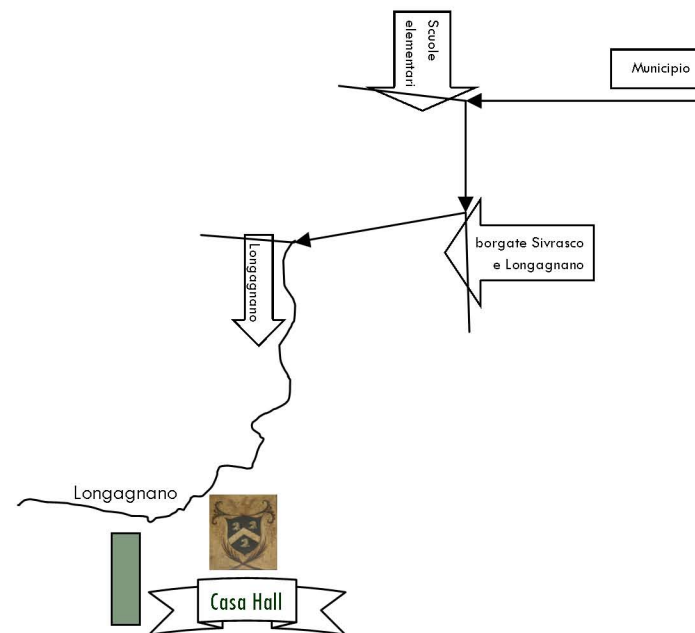 Scuole
elementari
Municipio
borgate Sivrasco
e Longagnano
Longagnano
Longagnano
Casa Hall